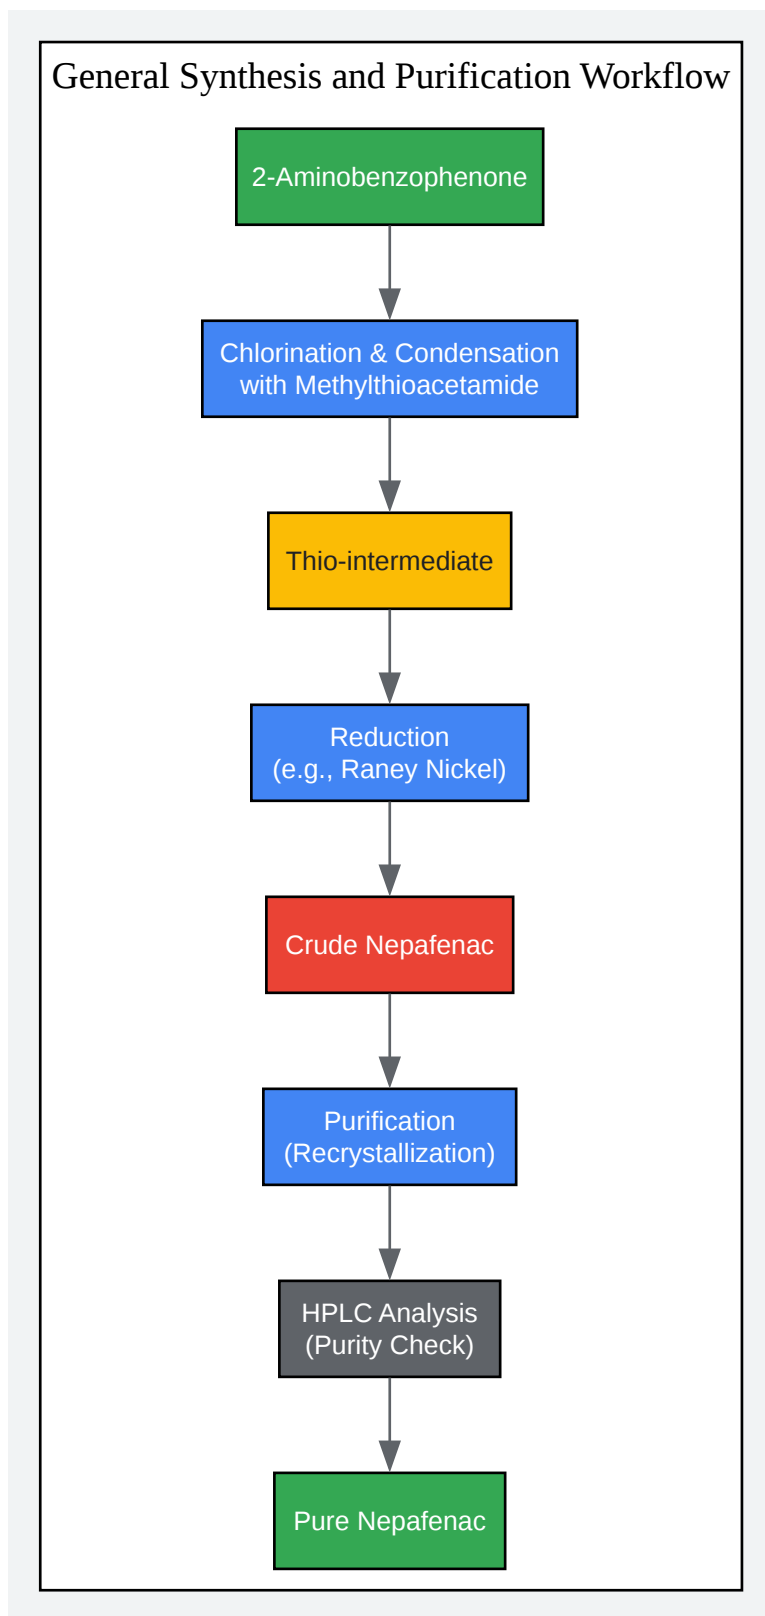 General Synthesis and Purification Workflow
2-Aminobenzophenone
Chlorination & Condensation
with Methylthioacetamide
Thio-intermediate
Reduction
(e.g., Raney Nickel)
Crude Nepafenac
Purification
(Recrystallization)
HPLC Analysis
(Purity Check)
Pure Nepafenac